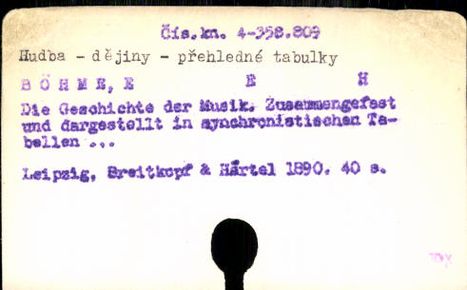 Čís.kn. 4-358.809
Hudba - dějiny - přehledné tabulky
BÖHME, E E H
Die Geschichte der Musik. Zusammengefast
und dargestellt in synchronistischen Ta-
bellen ...
Leipzig, Breitkopf & Härtel 1890. 40 s.